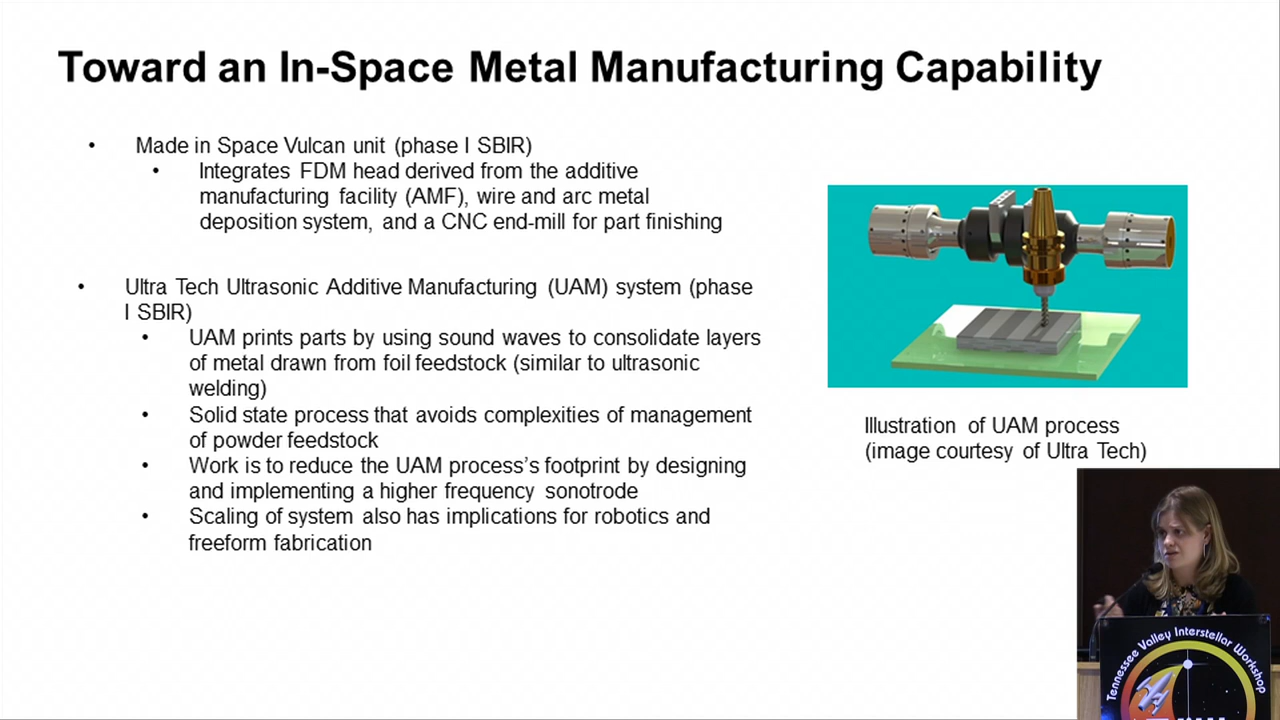 Toward an In-Space Metal Manufacturing Capability
• Made in Space Vulcan unit (phase I SBIR)
• Integrates FDM head derived from the additive
manufacturing facility (AMF), wire and arc metal
deposition system, and a CNC end-mill for part finishing
• Ultra Tech Ultrasonic Additive Manufacturing (UAM) system (phase
I SBIR)
• UAM prints parts by using sound waves to consolidate layers
of metal drawn from foil feedstock (similar to ultrasonic
welding)
• Solid state process that avoids complexities of management
of powder feedstock
• Work is to reduce the UAM process's footprint by designing
and implementing a higher frequency sonotrode
• Scaling of system also has implications for robotics and
freeform fabrication
Illustration of UAM process
(image courtesy of Ultra Tech)
Tennessee Valley Interstellar Workshop